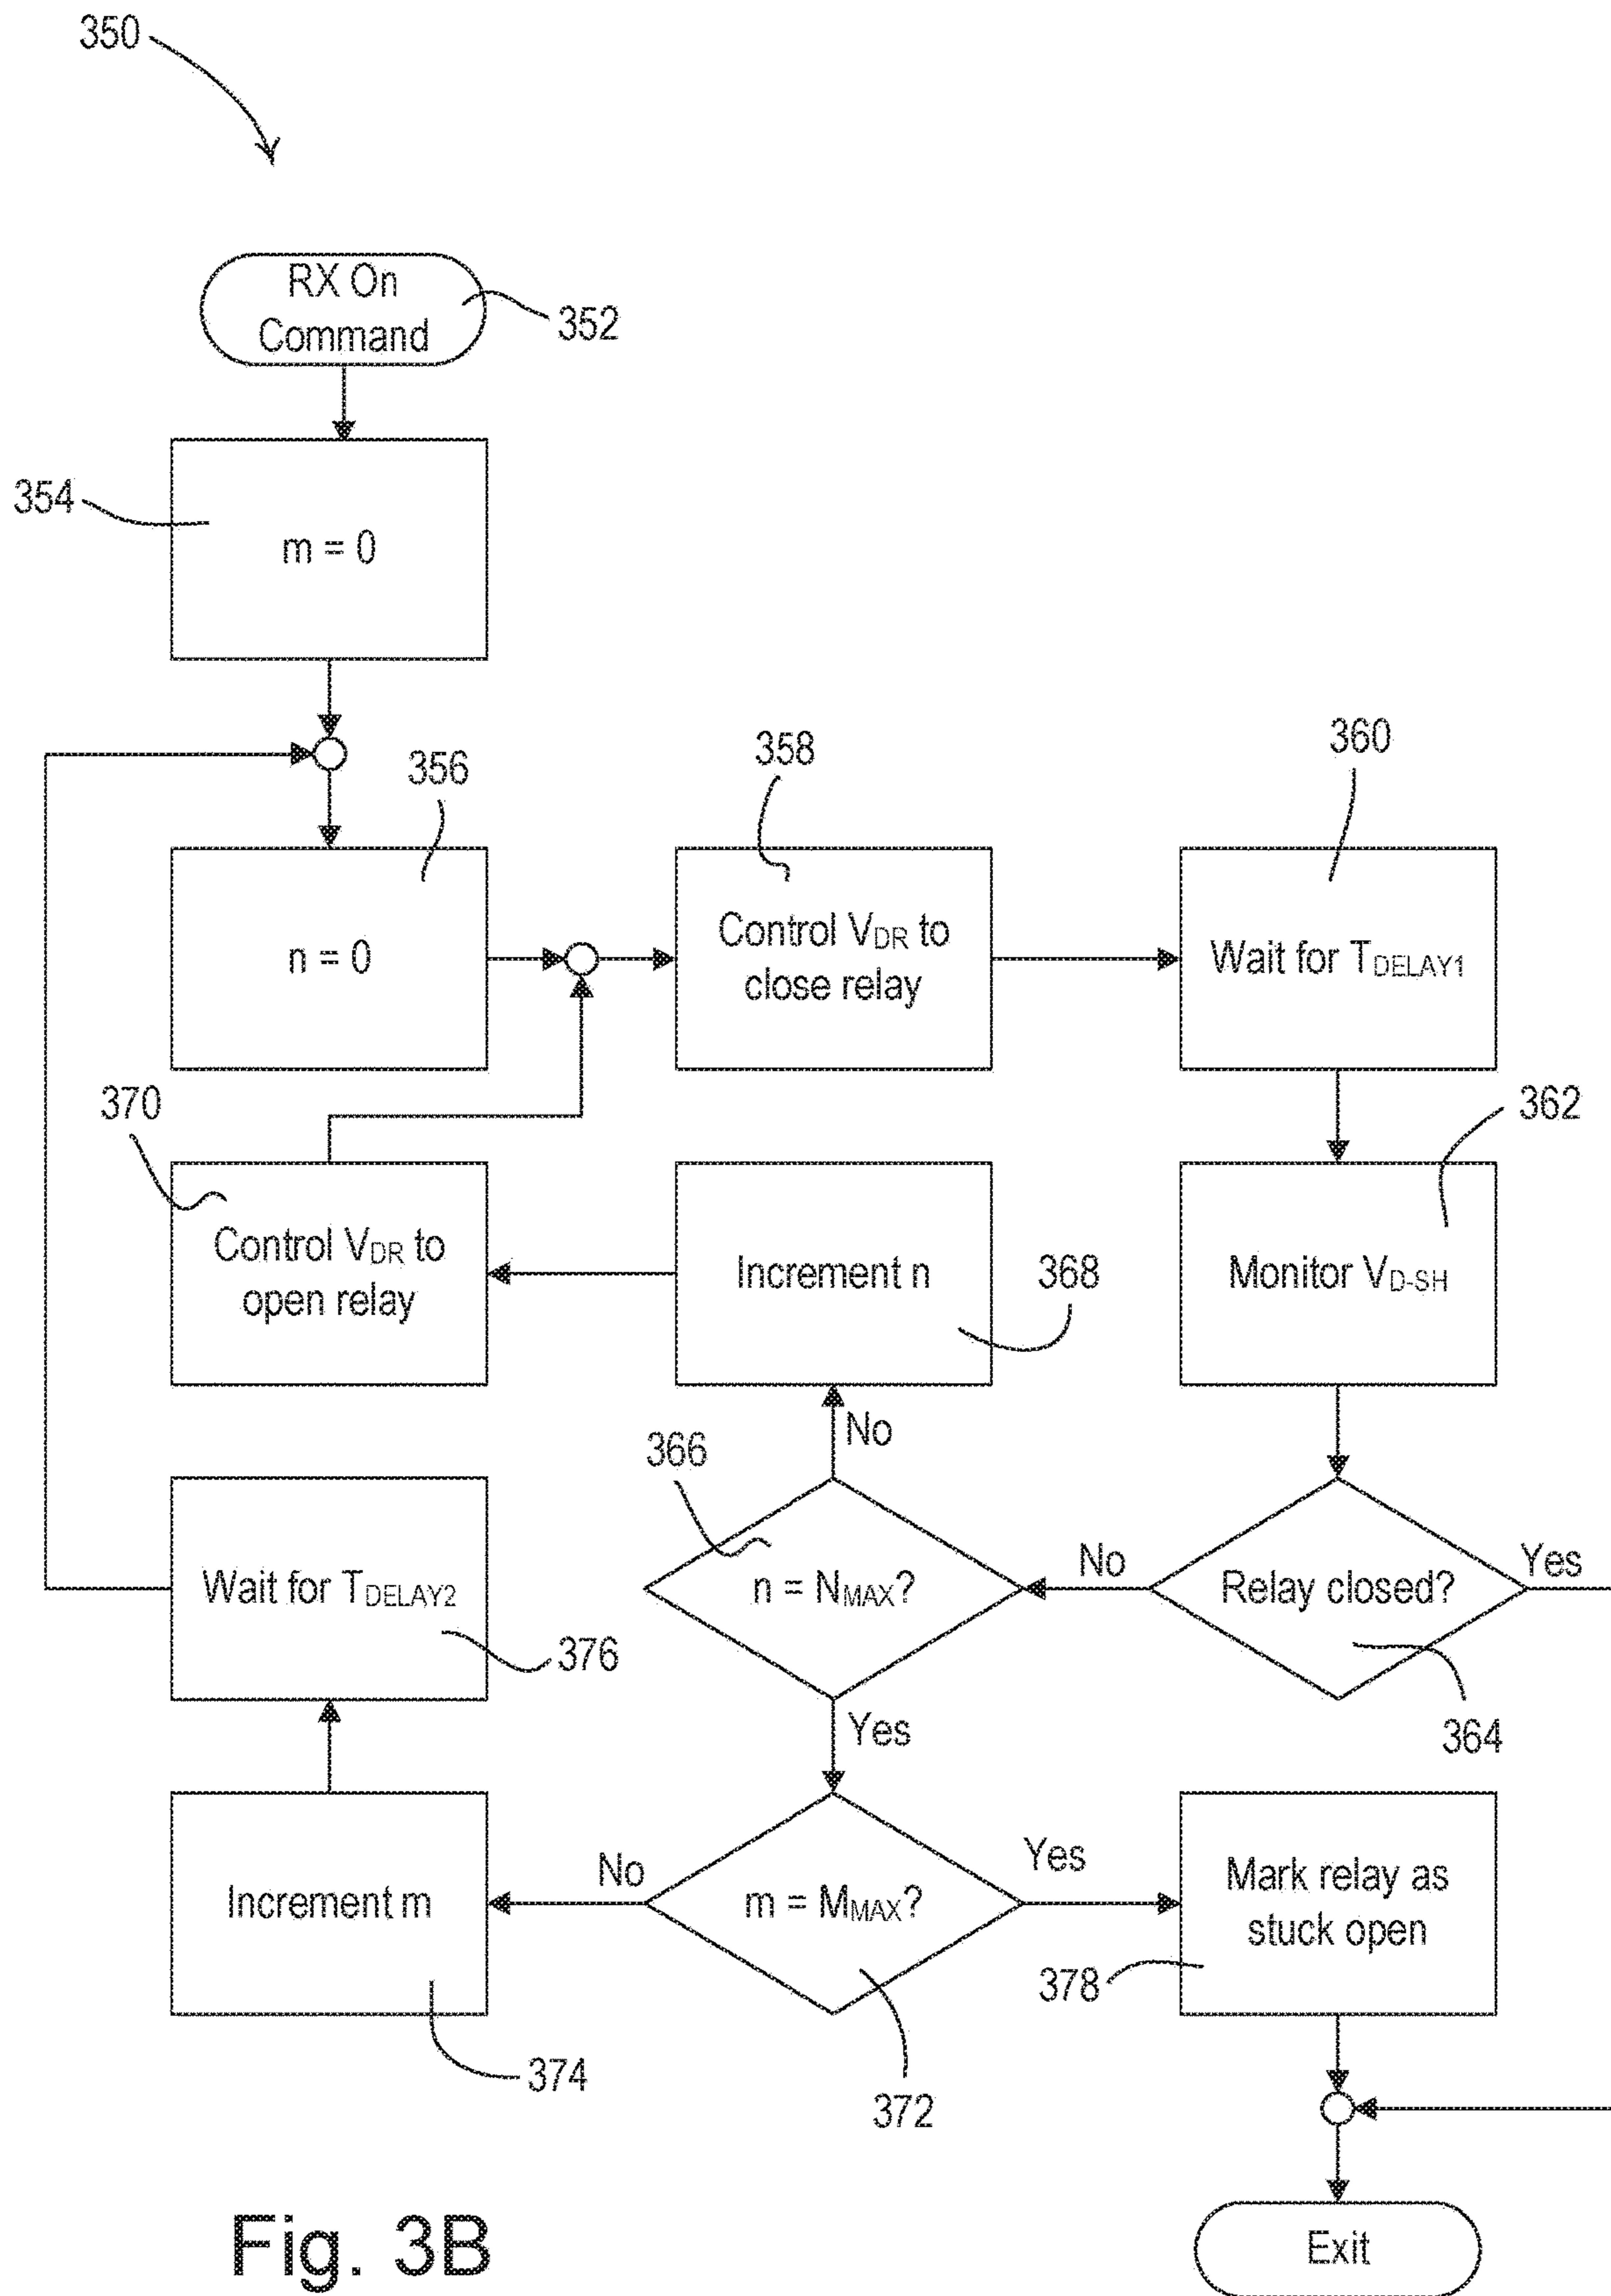 350
RX On
Command
352
354
m = 0
356
358
360
n = 0
Control VDR to
close relay
Wait for TDELAY1
370
362
Control VDR to
open relay
Increment n
368
Monitor VD-SH
No
366
Wait for TDELAY2
376
n = NMAX?
No
Relay closed?
Yes
364
Yes
Increment m
374
No
m = MMAX?
372
Yes
Mark relay as
stuck open
378
Exit
Fig. 3B